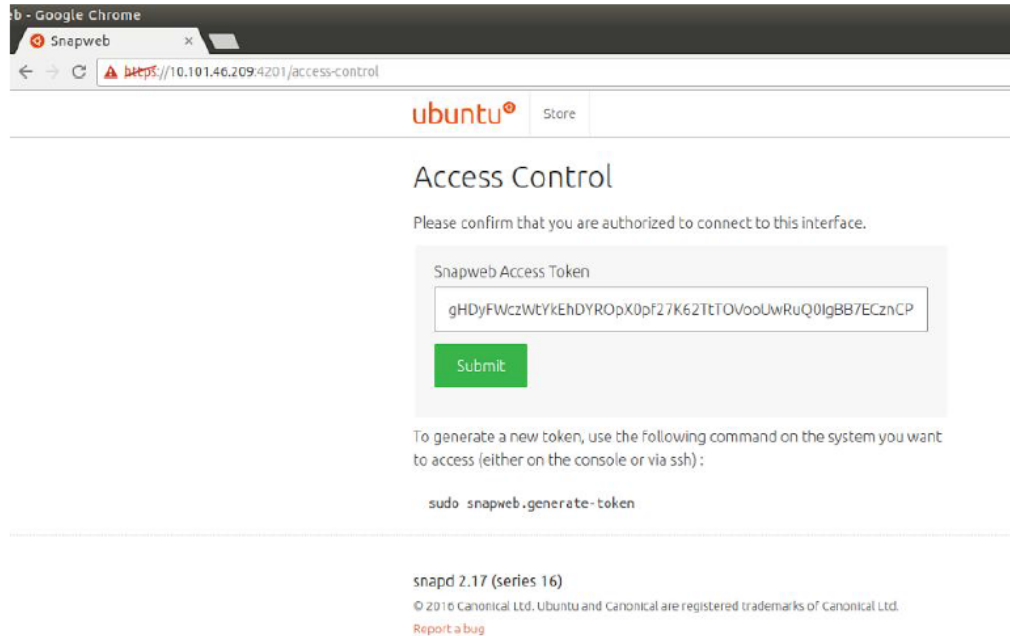 eb - Google Chrome
Snapweb
https://10.101.46.209:4201/access-control
ubuntu
Store
Access Control
Please confirm that you are authorized to connect to this interface.
Snapweb Access Token
gHDyFWczWtYkEhDYROpX0pf27K62TtTOVooUwRuQ0IgBB7ECznCP
Submit
To generate a new token, use the following command on the system you want
to access (either on the console or via ssh) :
sudo snapweb.generate-token
snapd 2.17 (series 16)
© 2016 Canonical Ltd. Ubuntu and Canonical are registered trademarks of Canonical Ltd.
Report a bug